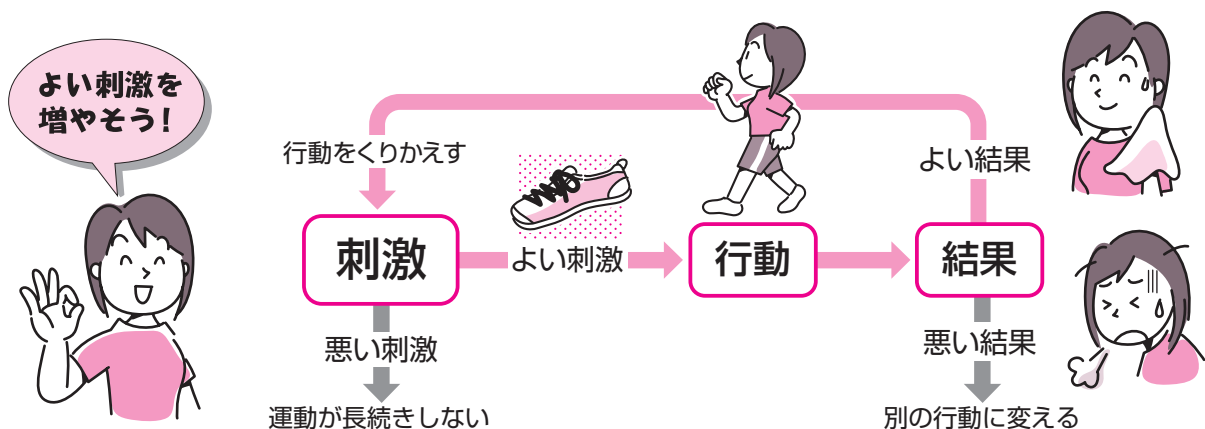 よい刺激を
増やそう!
行動をくりかえす
よい結果
刺激
よい刺激
行動
結果
悪い刺激
悪い結果
運動が長続きしない
別の行動に変える